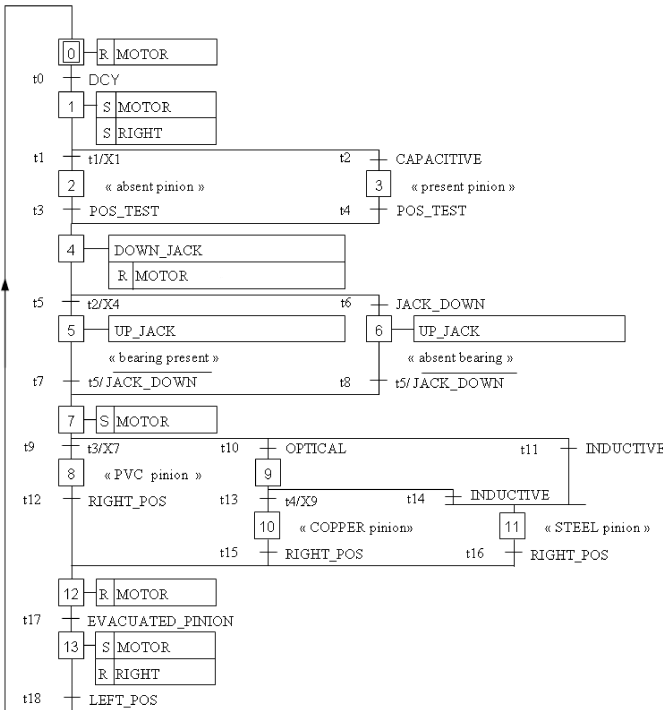 0 R MOTOR
t0 DCY
1 S MOTOR
S RIGHT
t1 t1/X1 t2 CAPACITIVE
2 « absent pinion » 3 « present pinion »
t3 POS_TEST t4 POS_TEST
4 DOWN_JACK
R MOTOR
t5 t2/X4 t6 JACK_DOWN
5 UP_JACK 6 UP_JACK
« bearing present » « absent bearing »
t7 t5/ JACK_DOWN t8 t5/ JACK_DOWN
7 S MOTOR
t9 t3/X7 t10 OPTICAL t11 INDUCTIVE
8 « PVC pinion » 9
t12 RIGHT_POS t13 t4/X9 t14 INDUCTIVE
10 « COPPER pinion» 11 « STEEL pinion »
t15 RIGHT_POS t16 RIGHT_POS
12 R MOTOR
t17 EVACUATED_PINION
13 S MOTOR
R RIGHT
t18 LEFT_POS